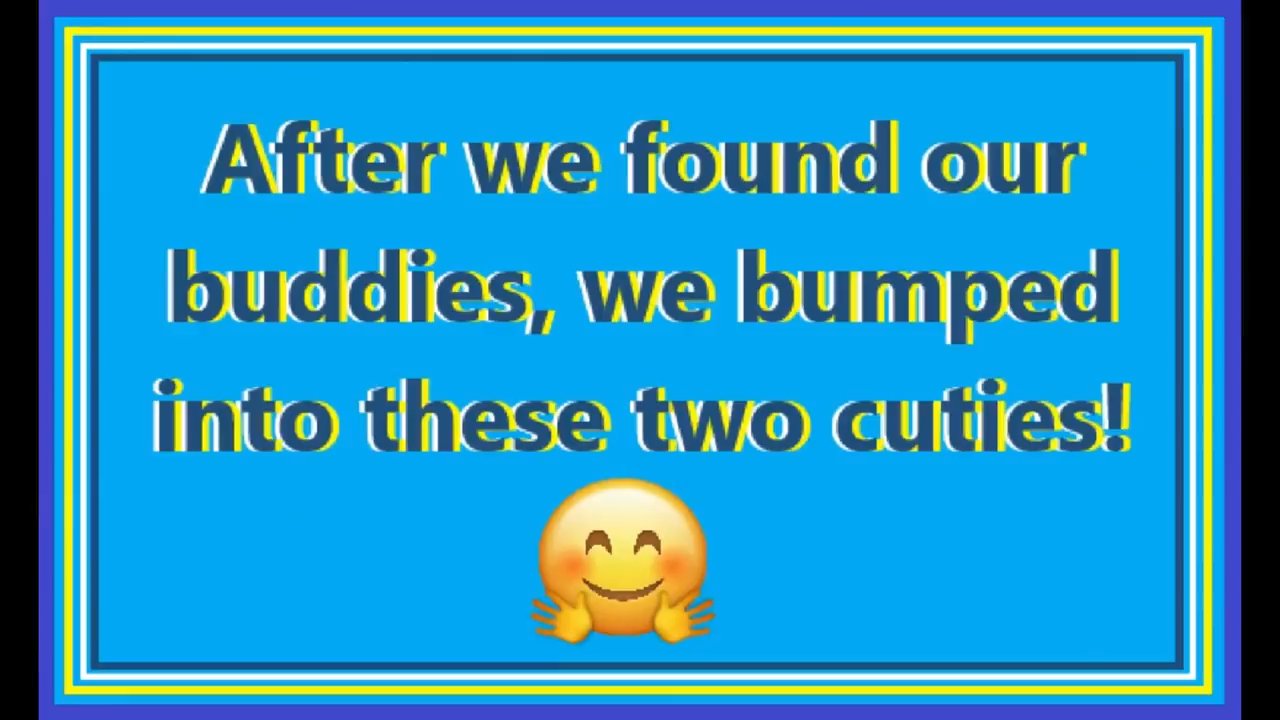 After we found our
buddies, we bumped
into these two cuties!